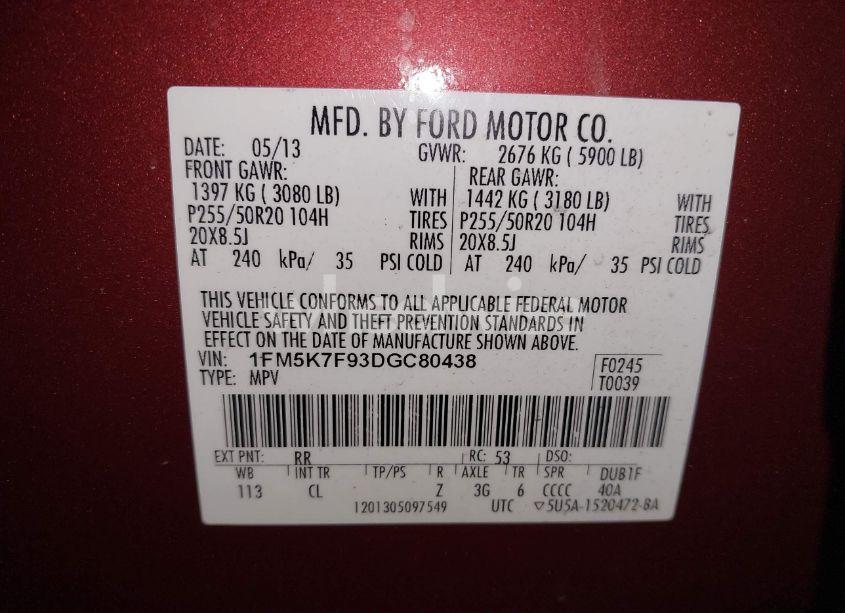 MFD. BY FORD MOTOR CO.
DATE: 05/13 GVWR: 2676 KG ( 5900 LB)
FRONT GAWR: REAR GAWR:
1397 KG ( 3080 LB) WITH 1442 KG ( 3180 LB) WITH
P255/50R20 104H TIRES P255/50R20 104H TIRES
20X8.5J RIMS 20X8.5J RIMS
AT 240 kPa/ 35 PSI COLD AT 240 kPa/ 35 PSI COLD
THIS VEHICLE CONFORMS TO ALL APPLICABLE FEDERAL MOTOR
VEHICLE SAFETY AND THEFT PREVENTION STANDARDS IN
EFFECT ON THE DATE OF MANUFACTURE SHOWN ABOVE.
VIN: 1FM5K7F93DGC80438 F0245
TYPE: MPV T0039
EXT PNT: RR RC: 53 DSO:
WB INT TR TP/PS R AXLE TR SPR DUB1F
113 CL Z 3G 6 CCCC 40A
1201305097549 UTC ▽5U5A-1520472-BA